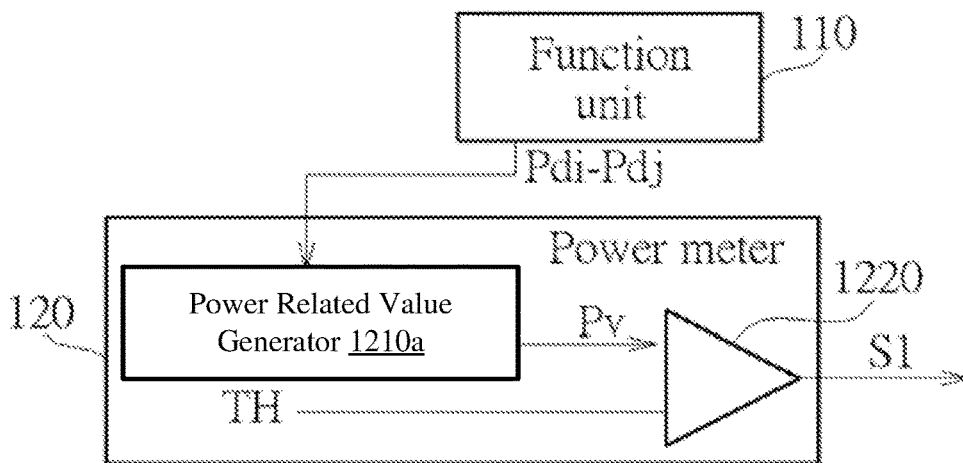 110
Function
unit
Pdi-Pdj
Power meter
1220
120
Power Related Value
Generator 1210a
Pv
S1
TH